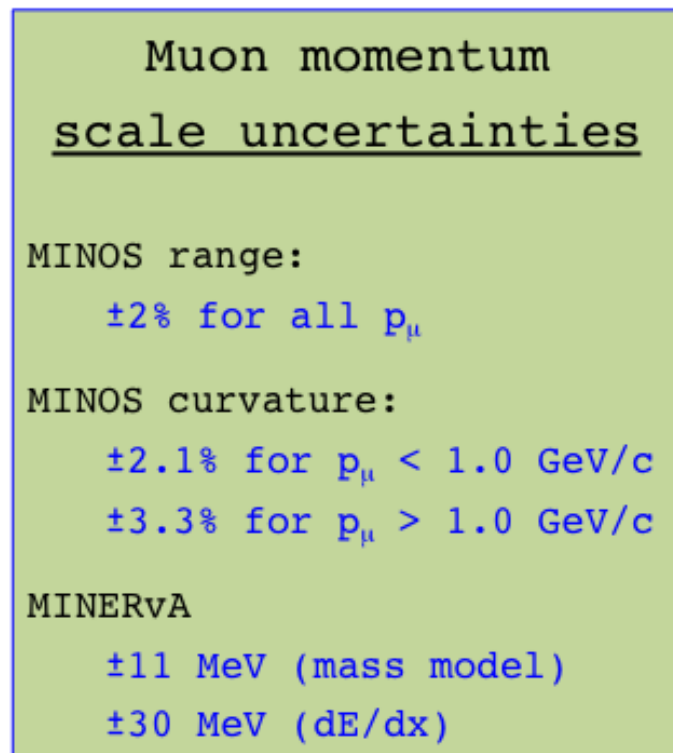 Muon momentum
scale uncertainties
MINOS range:
±2% for all pμ
MINOS curvature:
±2.1% for pμ < 1.0 GeV/c
±3.3% for pμ > 1.0 GeV/c
MINERvA
±11 MeV (mass model)
±30 MeV (dE/dx)